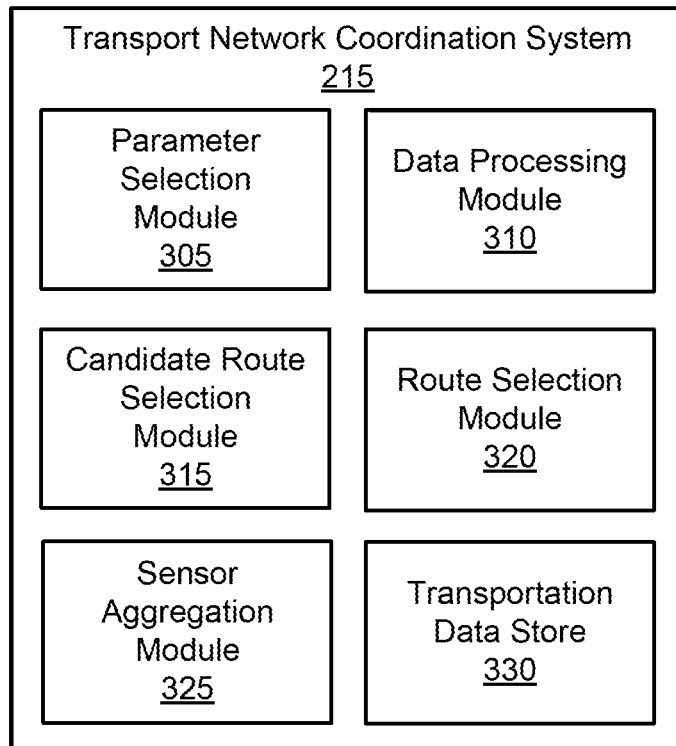 Transport Network Coordination System
215
Parameter
Selection
Module
305
Data Processing
Module
310
Candidate Route
Selection
Module
315
Route Selection
Module
320
Sensor
Aggregation
Module
325
Transportation
Data Store
330